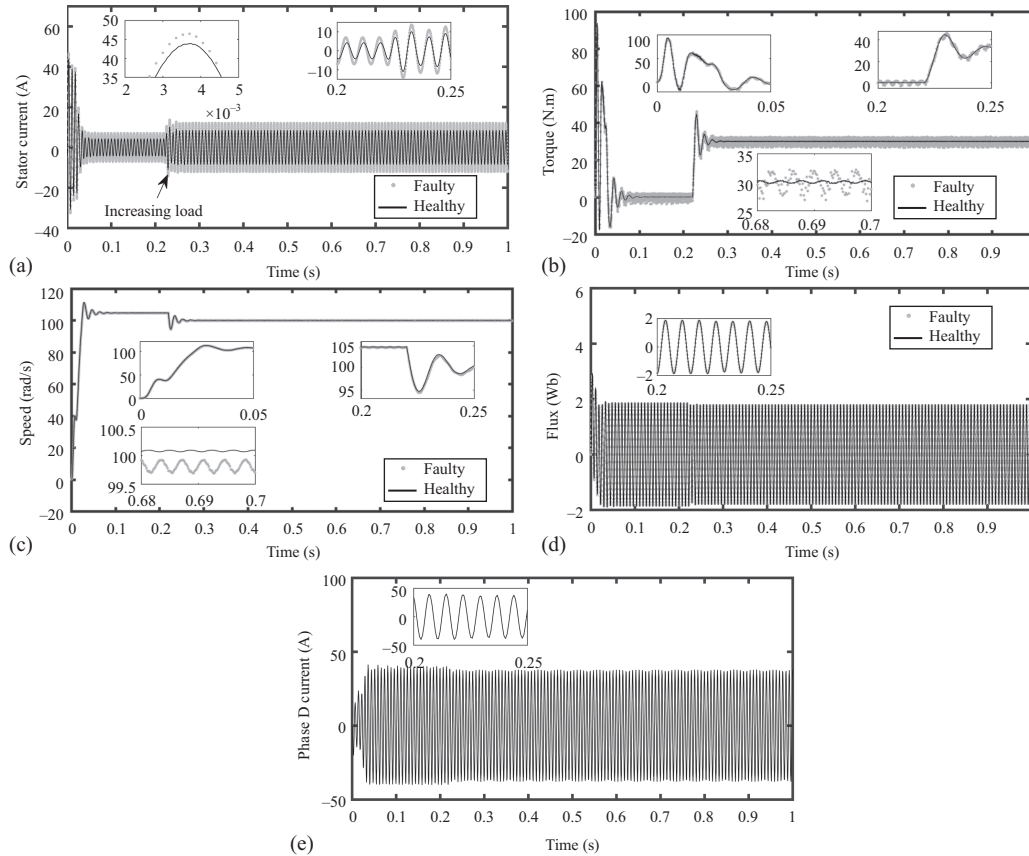 60
40
20
0
−20
40
Stator current (A)
50
45
40
35
2 3 4 5
×10−3
10
0
−10
0.2 0.25
Increasing load
Faulty
Healthy
0 0.1 0.2 0.3 0.4 0.5 0.6 0.7 0.8 0.9 1
(a)
Time (s)
100
80
60
40
20
0
−20
Torque (N.m)
100
50
0
0 0.05
40
20
0
0.2 0.25
35
30
25
0.68 0.69 0.7
Faulty
Healthy
0 0.1 0.2 0.3 0.4 0.5 0.6 0.7 0.8 0.9
(b)
Time (s)
120
100
80
60
40
20
0
−20
Speed (rad/s)
100
50
0
0 0.05
105
100
95
0.2 0.25
100.5
100
99.5
0.68 0.69 0.7
Faulty
Healthy
0 0.1 0.2 0.3 0.4 0.5 0.6 0.7 0.8 0.9 1
(c)
Time (s)
6
4
2
0
−2
Flux (Wb)
2
0
−2
0.2 0.25
Faulty
Healthy
0 0.1 0.2 0.3 0.4 0.5 0.6 0.7 0.8 0.9
(d)
Time (s)
100
50
0
−50
Phase D current (A)
50
0
−50
0.2 0.25
0 0.1 0.2 0.3 0.4 0.5 0.6 0.7 0.8 0.9 1
(e)
Time (s)